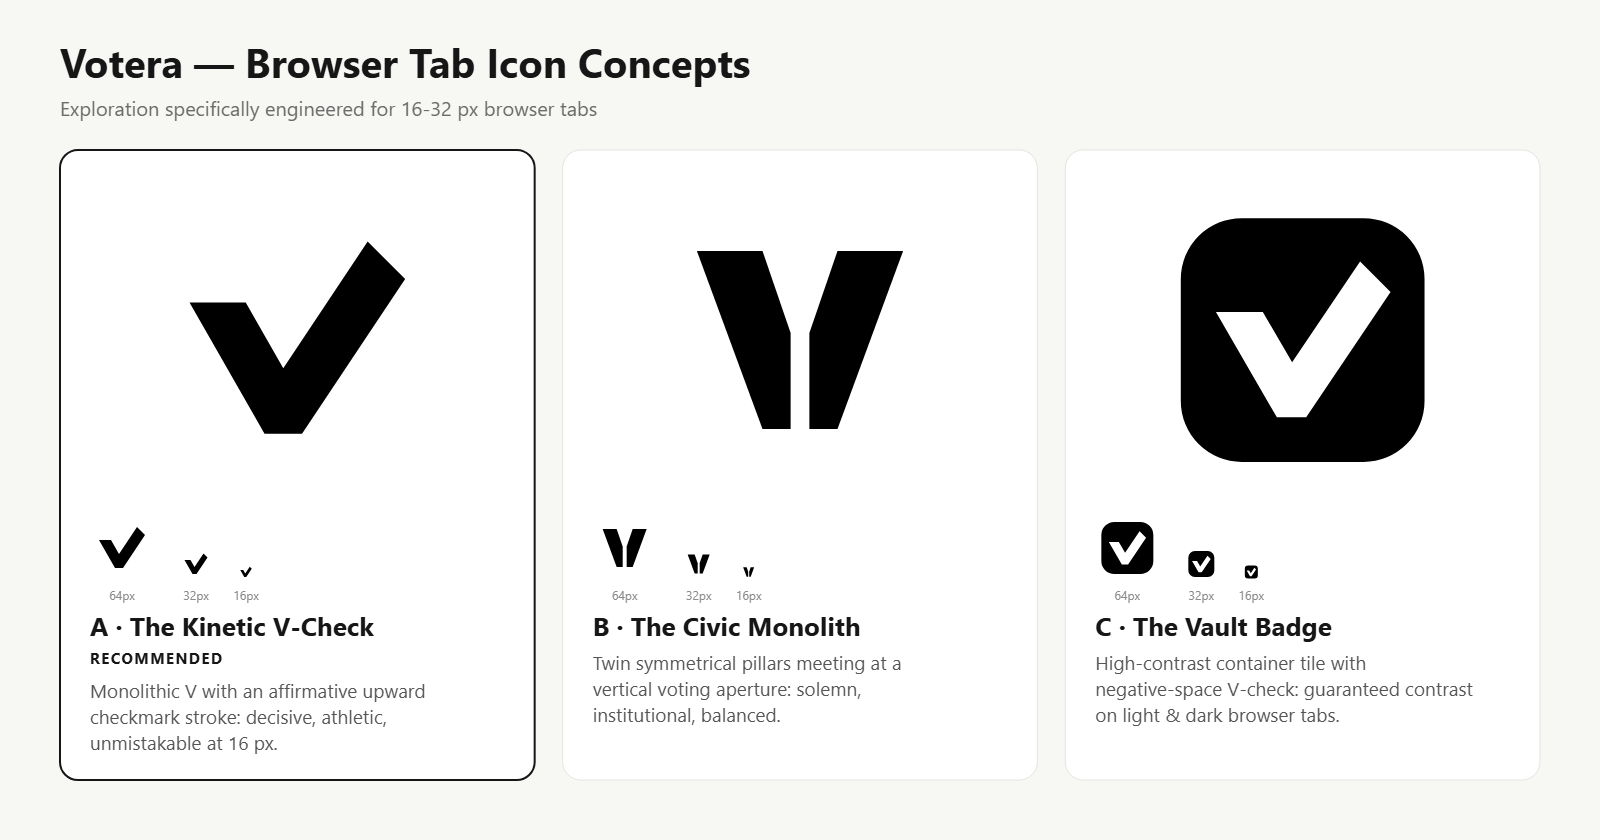 Votera — Browser Tab Icon Concepts
Exploration specifically engineered for 16-32 px browser tabs
64px 32px 16px
A · The Kinetic V-Check
RECOMMENDED
Monolithic V with an affirmative upward
checkmark stroke: decisive, athletic,
unmistakable at 16 px.
64px 32px 16px
B · The Civic Monolith
Twin symmetrical pillars meeting at a
vertical voting aperture: solemn,
institutional, balanced.
64px 32px 16px
C · The Vault Badge
High-contrast container tile with
negative-space V-check: guaranteed contrast
on light & dark browser tabs.